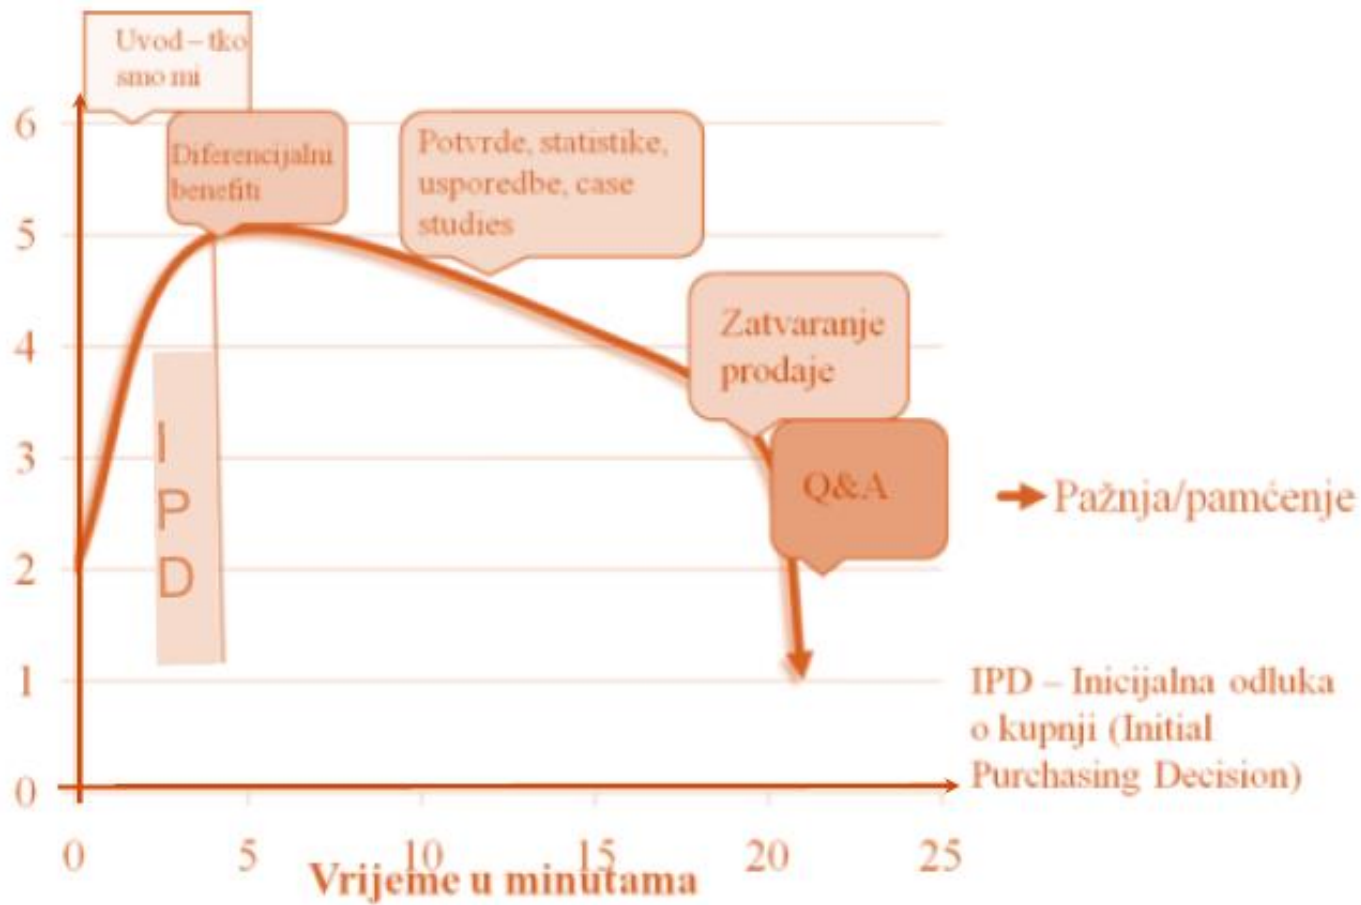 Uvod – tko
smo mi
Diferencijalni
benefiti
Potvrde, statistike,
usporedbe, case
studies
Zatvaranje
prodaje
Q&A
6
5
4
3
2
1
0
I
P
D
Pažnja/pamćenje
IPD – Inicijalna odluka
o kupnji (Initial
Purchasing Decision)
0 5 10 15 20 25
Vrijeme u minutama